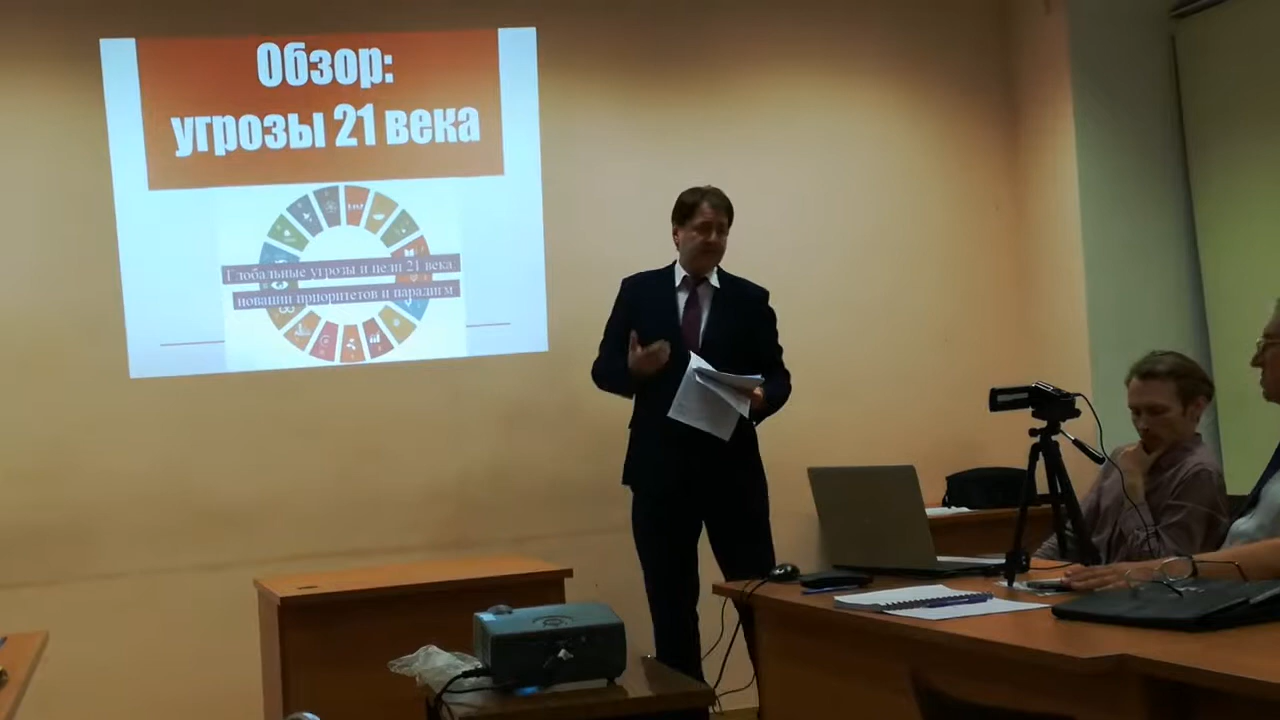 Обзор:
угрозы 21 века
Глобальные угрозы и цели 21 века:
новации приоритетов и парадигм